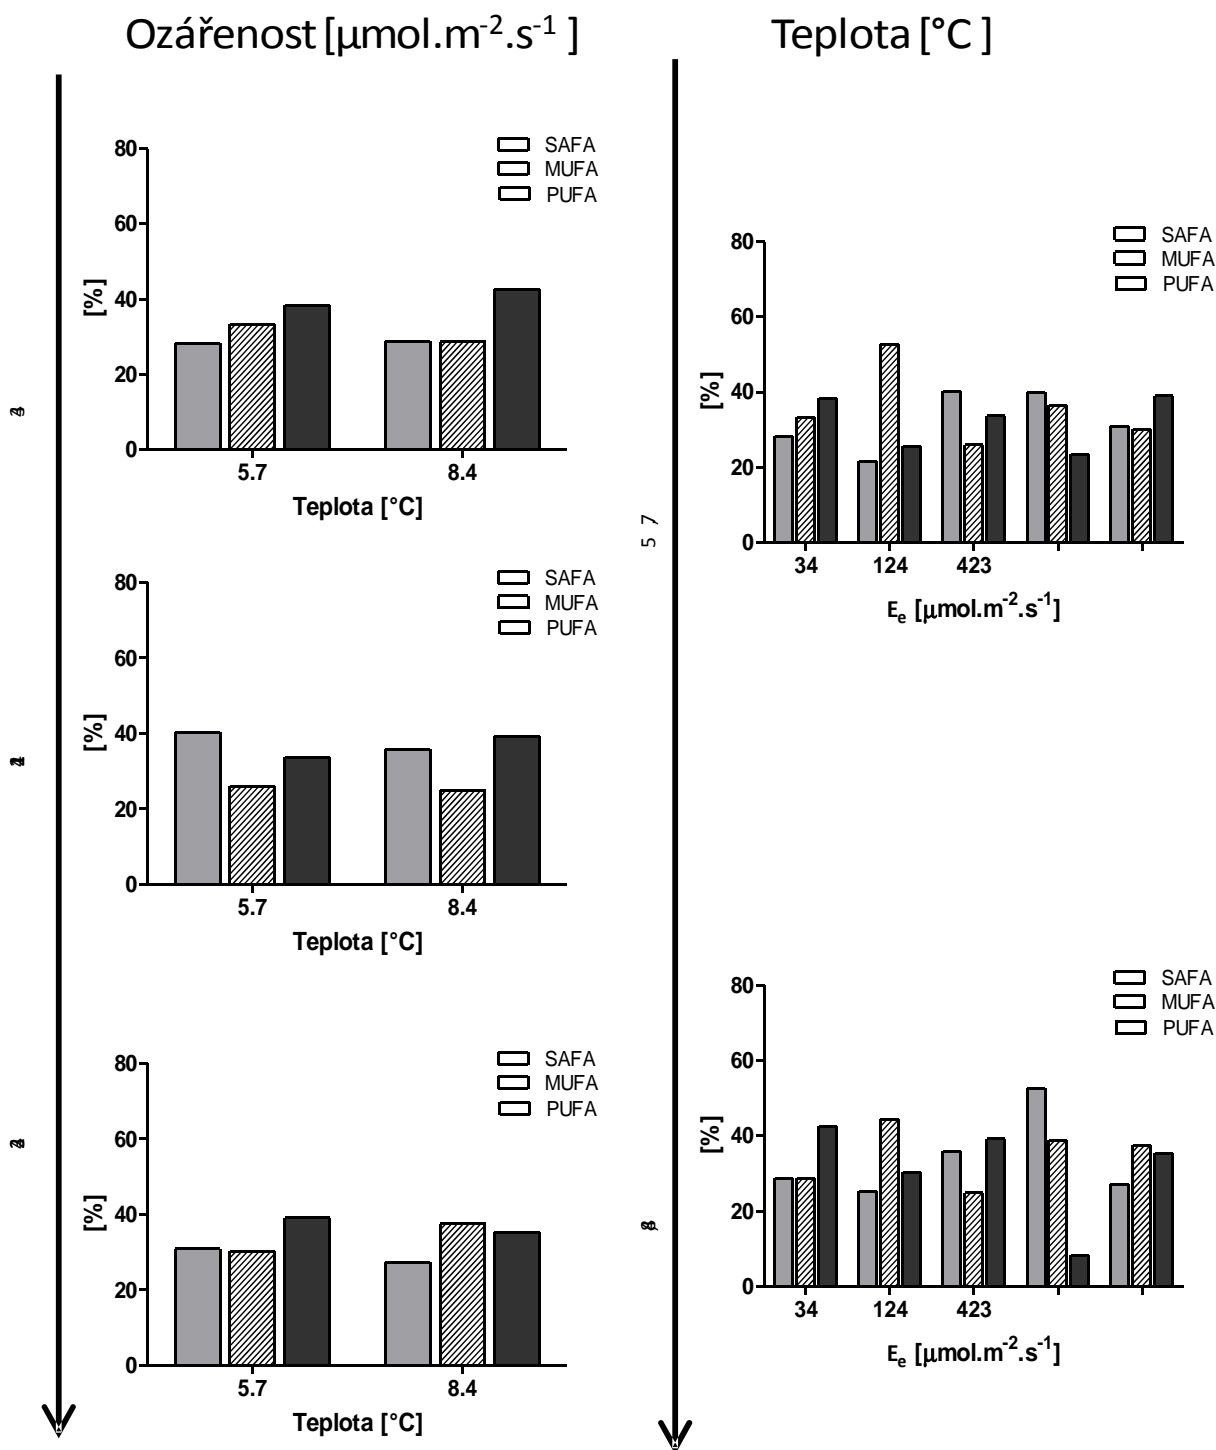 Ozářenost [µmol.m-2.s-1 ]
SAFA
MUFA
PUFA
80
60
40
20
0
[%]
5.7 8.4
Teplota [°C]
SAFA
MUFA
PUFA
80
60
40
20
0
[%]
5.7 8.4
Teplota [°C]
SAFA
MUFA
PUFA
80
60
40
20
0
[%]
5.7 8.4
Teplota [°C]
Teplota [°C ]
5 7
SAFA
MUFA
PUFA
80
60
40
20
0
[%]
34 124 423
Ee [µmol.m-2.s-1]
SAFA
MUFA
PUFA
80
60
40
20
0
[%]
34 124 423
Ee [µmol.m-2.s-1]